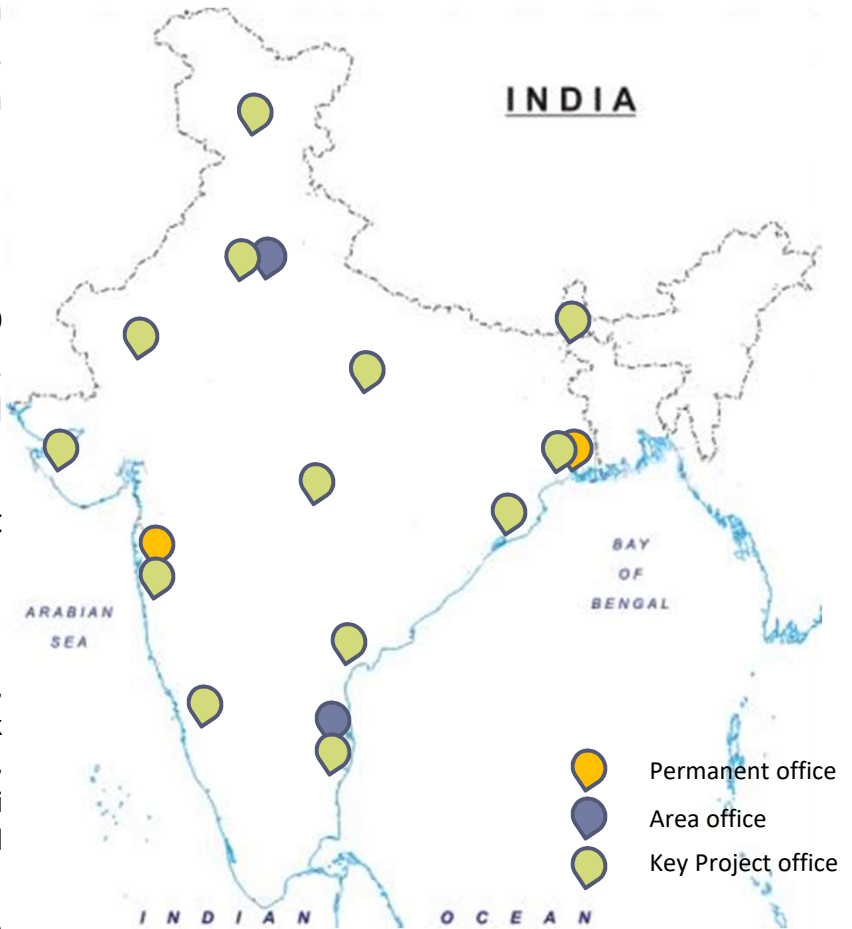 INDIA
BAY
OF
BENGAL
ARABIAN
SEA
Permanent office
Area office
Key Project office
INDIAN OCEAN